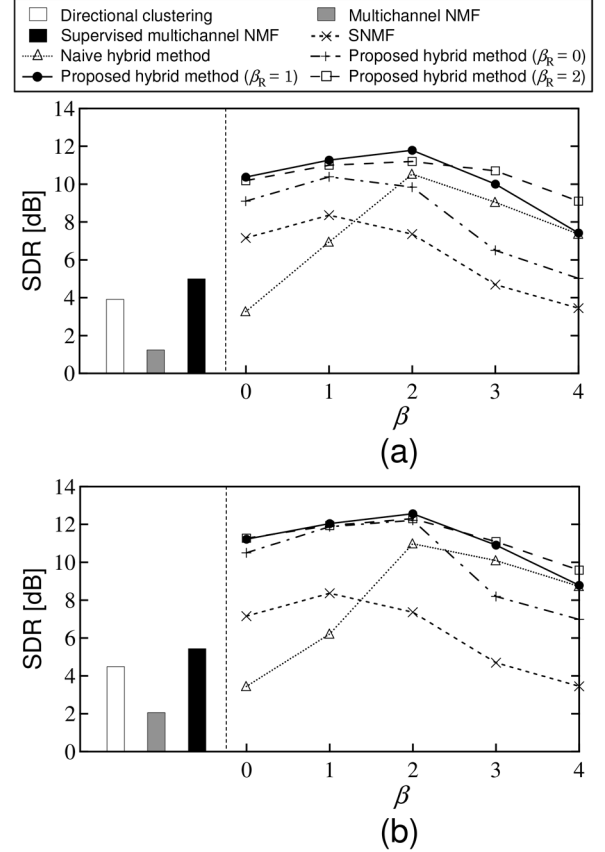 Directional clustering Multichannel NMF
Supervised multichannel NMF SNMF
Naive hybrid method Proposed hybrid method (βR = 0)
Proposed hybrid method (βR = 1) Proposed hybrid method (βR = 2)
14
12
10
8
6
4
2
0
SDR [dB]
0 1 2 3 4
β
(a)
14
12
10
8
6
4
2
0
SDR [dB]
0 1 2 3 4
β
(b)